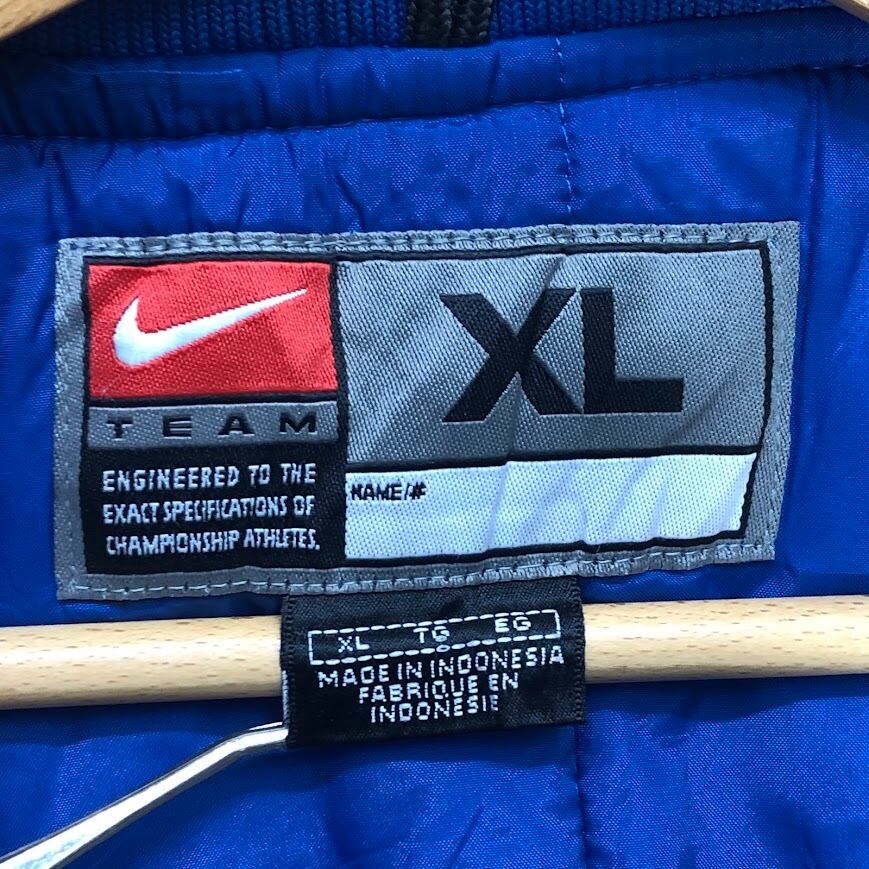 TEAM
ENGINEERED TO THE
EXACT SPECIFICATIONS OF
CHAMPIONSHIP ATHLETES.
XL
NAME/#
XL TG EG
MADE IN INDONESIA
FABRIQUE EN
INDONESIE